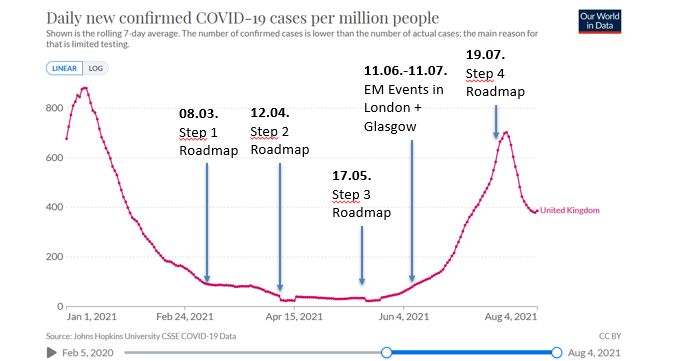 Daily new confirmed COVID-19 cases per million people
Shown is the rolling 7-day average. The number of confirmed cases is lower than the number of actual cases; the main reason for
that is limited testing.
Our World
in Data
LINEAR LOG
19.07.
Step 4
Roadmap
11.06.-11.07.
EM Events in
London +
Glasgow
08.03.
Step 1
Roadmap
12.04.
Step 2
Roadmap
17.05.
Step 3
Roadmap
800
600
400
200
0
United Kingdom
Jan 1, 2021
Feb 24, 2021
Apr 15, 2021
Jun 4, 2021
Aug 4, 2021
Source: Johns Hopkins University CSSE COVID-19 Data
CC BY
Feb 5, 2020
Aug 4, 2021